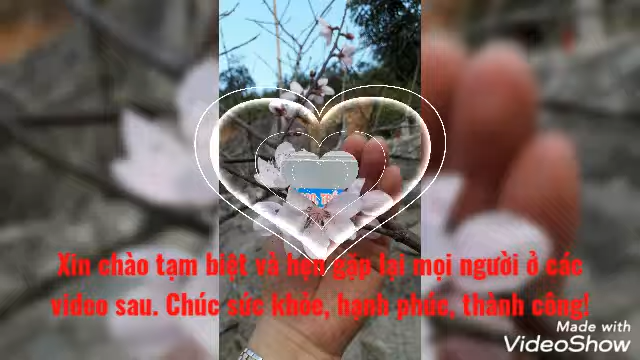 Xin chào tạm biệt và hẹn gặp lại mọi người ở các
video sau. Chúc sức khỏe, hạnh phúc, thành công!
Made with
VideoShow